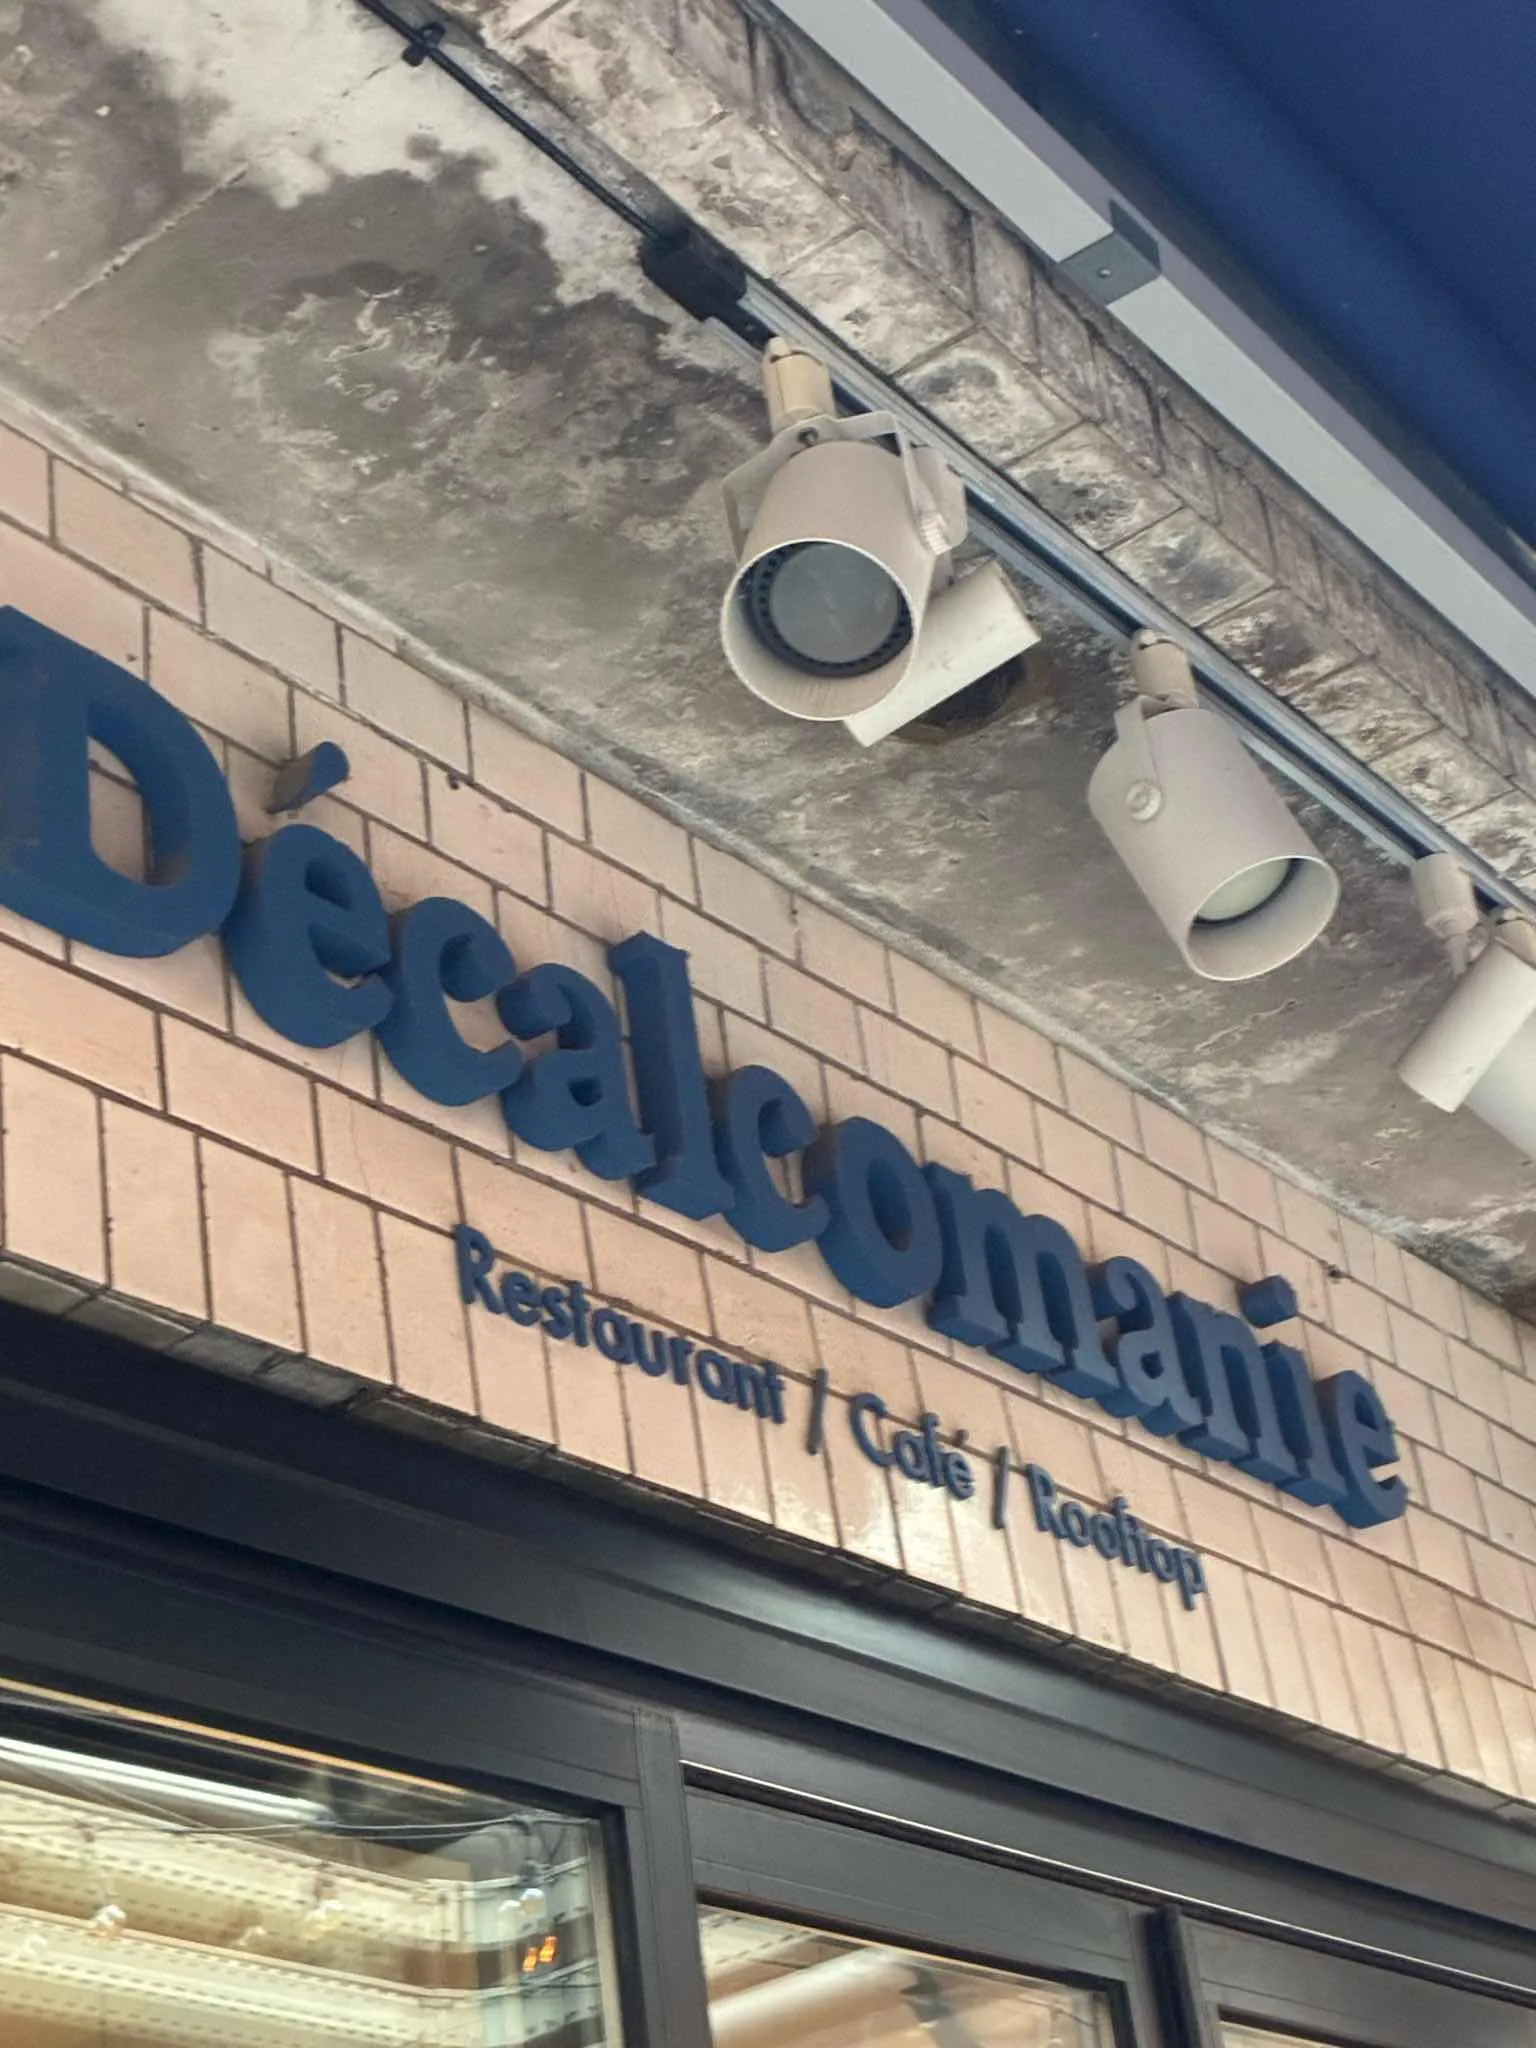 Décalcomanie
Restaurant / Café / Rooftop